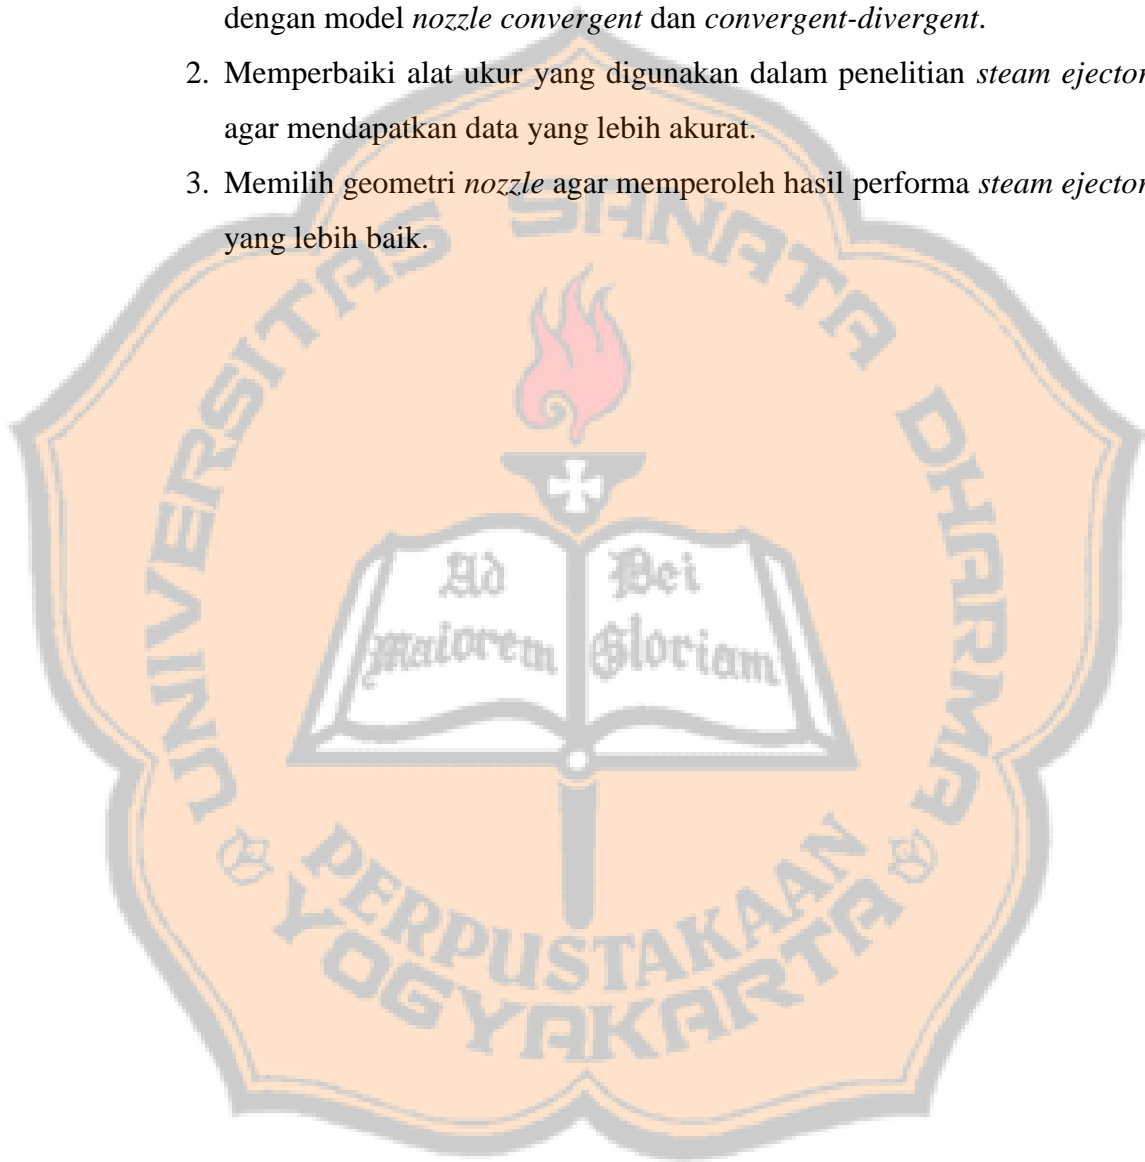 dengan model nozzle convergent dan convergent-divergent.
2. Memperbaiki alat ukur yang digunakan dalam penelitian steam ejector
agar mendapatkan data yang lebih akurat.
3. Memilih geometri nozzle agar memperoleh hasil performa steam ejector
yang lebih baik.
UNIVERSITAS SANATA DHARMA
Ad
maiorem
Dei
Gloriam
PERPUSTAKAAN
YOGYAKARTA